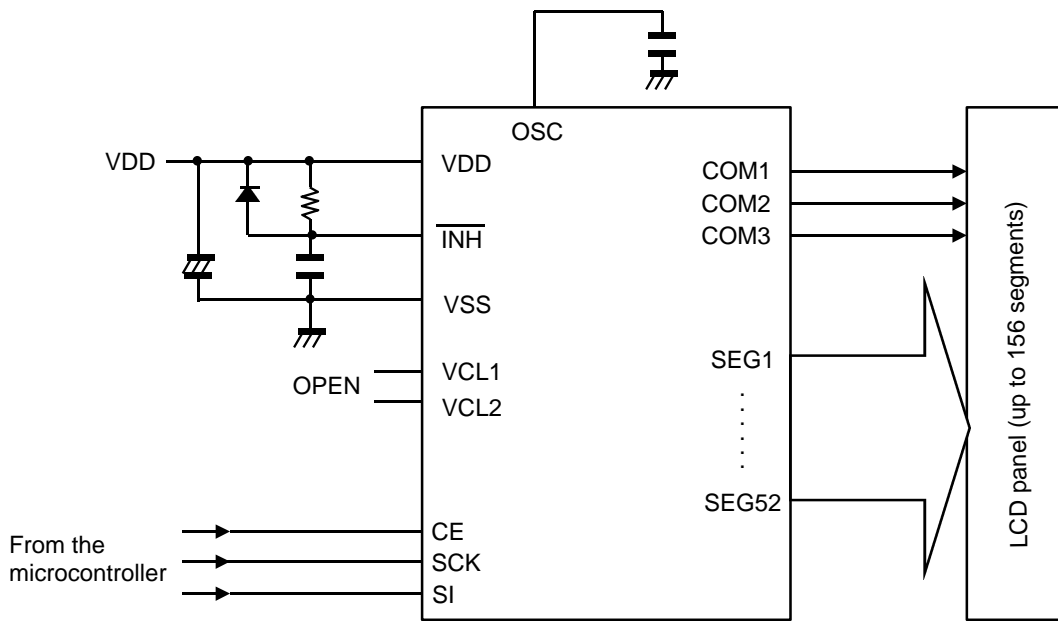 OSC
VDD
VDD
COM1
COM2
COM3
INH
VSS
SEG1
VCL1
OPEN
VCL2
SEG52
CE
From the
SCK
microcontroller
SI
LCD panel (up to 156 segments)